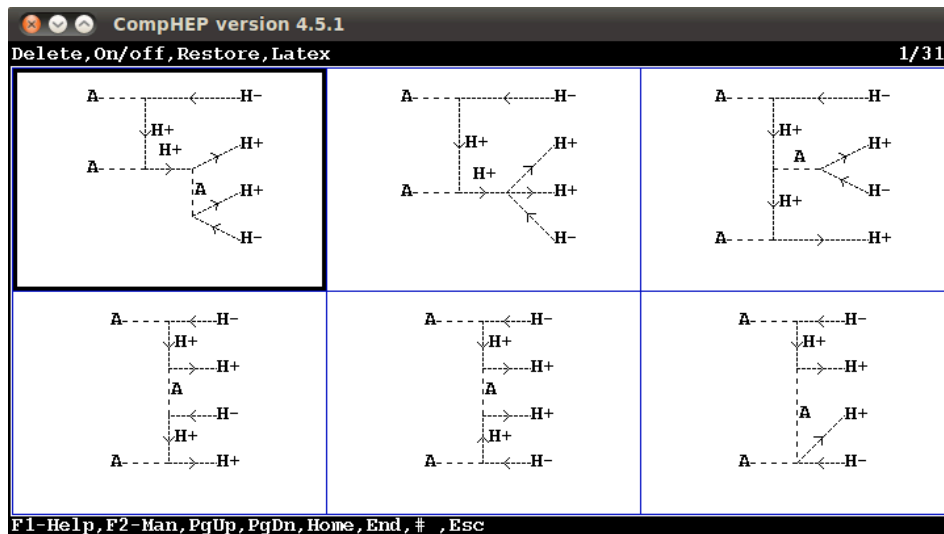 CompHEP version 4.5.1
Delete,On/off,Restore,Latex 1/31
A H- A H- A H-
H+ H+ H+ H+ H+
H+ H+ A
A A H+ A H+ H-
H+
H- H- A H+
A H- A H- A H-
H+ H+ H+
H+ H+ H+
A A
H- H+ A H+
H+ H+
A H+ A H- A H-
F1-Help,F2-Man,PgUp,PgDn,Home,End,# ,Esc